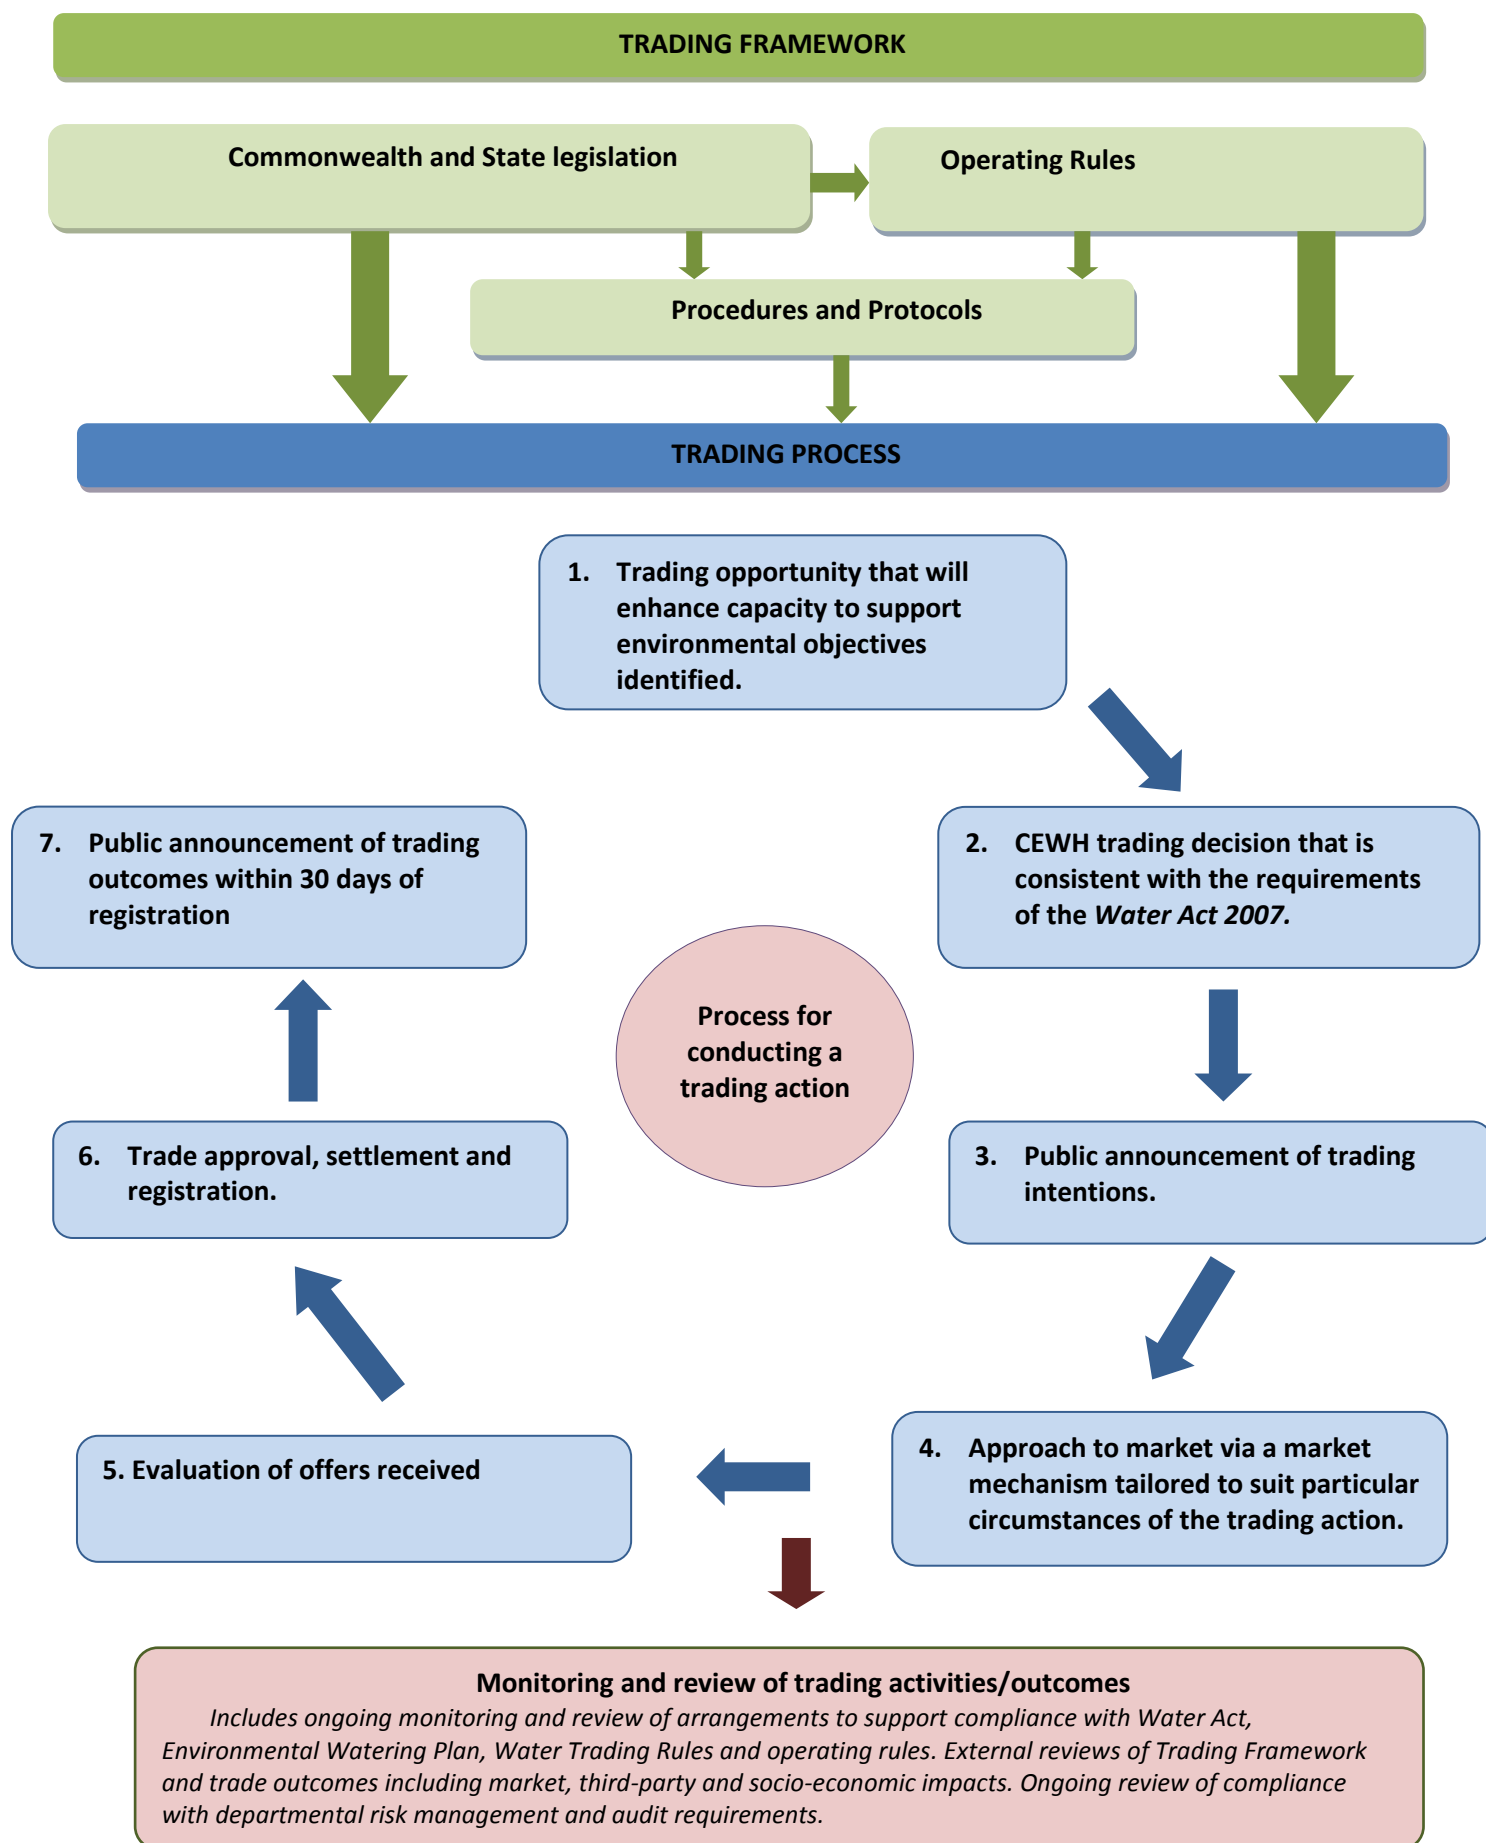 TRADING FRAMEWORK
Commonwealth and State legislation
Operating Rules
Procedures and Protocols
TRADING PROCESS
1. Trading opportunity that will
enhance capacity to support
environmental objectives
identified.
2. CEWH trading decision that is
consistent with the requirements
of the Water Act 2007.
3. Public announcement of trading
intentions.
4. Approach to market via a market
mechanism tailored to suit particular
circumstances of the trading action.
5. Evaluation of offers received
6. Trade approval, settlement and
registration.
7. Public announcement of trading
outcomes within 30 days of
registration
Process for
conducting a
trading action
Monitoring and review of trading activities/outcomes
Includes ongoing monitoring and review of arrangements to support compliance with Water Act,
Environmental Watering Plan, Water Trading Rules and operating rules. External reviews of Trading Framework
and trade outcomes including market, third-party and socio-economic impacts. Ongoing review of compliance
with departmental risk management and audit requirements.